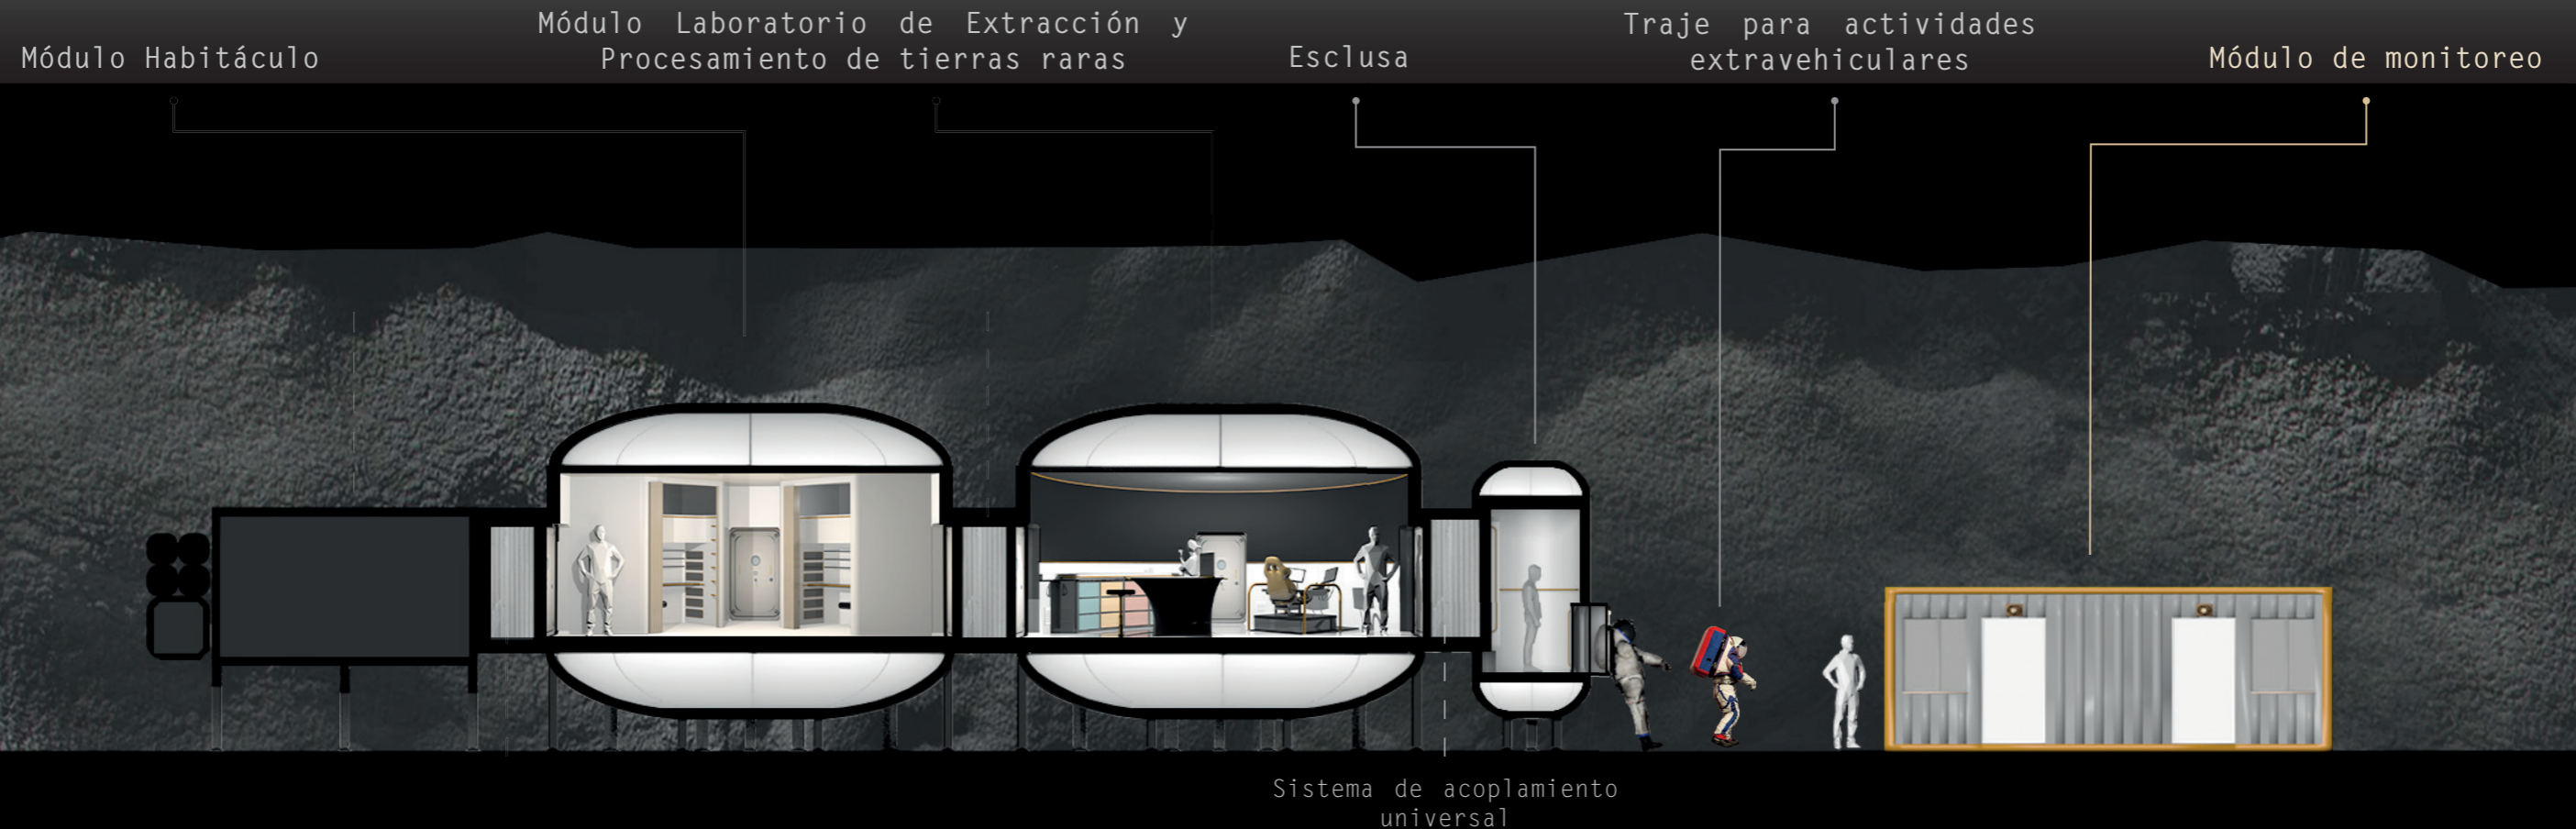 Módulo Habitáculo
Módulo Laboratorio de Extracción y
Procesamiento de tierras raras
Esclusa
Traje para actividades
extravehiculares
Módulo de monitoreo
Sistema de acoplamiento
universal